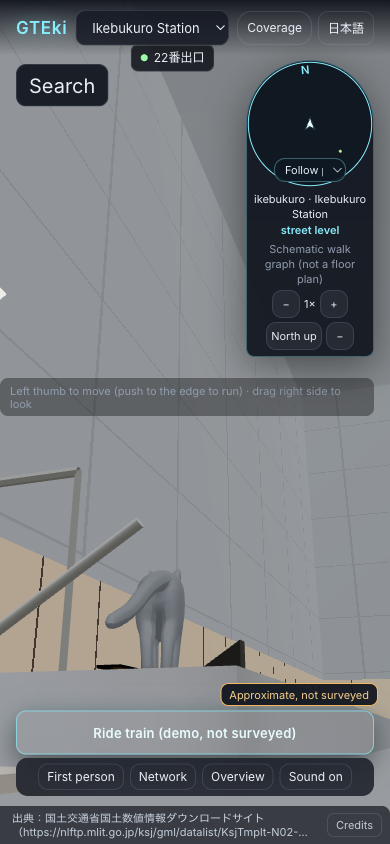 GTEki
Ikebukuro Station
Coverage
日本語
22番出口
Search
N
Follow
ikebukuro · Ikebukuro
Station
street level
Schematic walk
graph (not a floor
plan)
− 1× +
North up −
Left thumb to move (push to the edge to run) · drag right side to
look
Approximate, not surveyed
Ride train (demo, not surveyed)
First person
Network
Overview
Sound on
出典：国土交通省国土数値情報ダウンロードサイト
（https://nlftp.mlit.go.jp/ksj/gml/datalist/KsjTmplt-N02-...
Credits